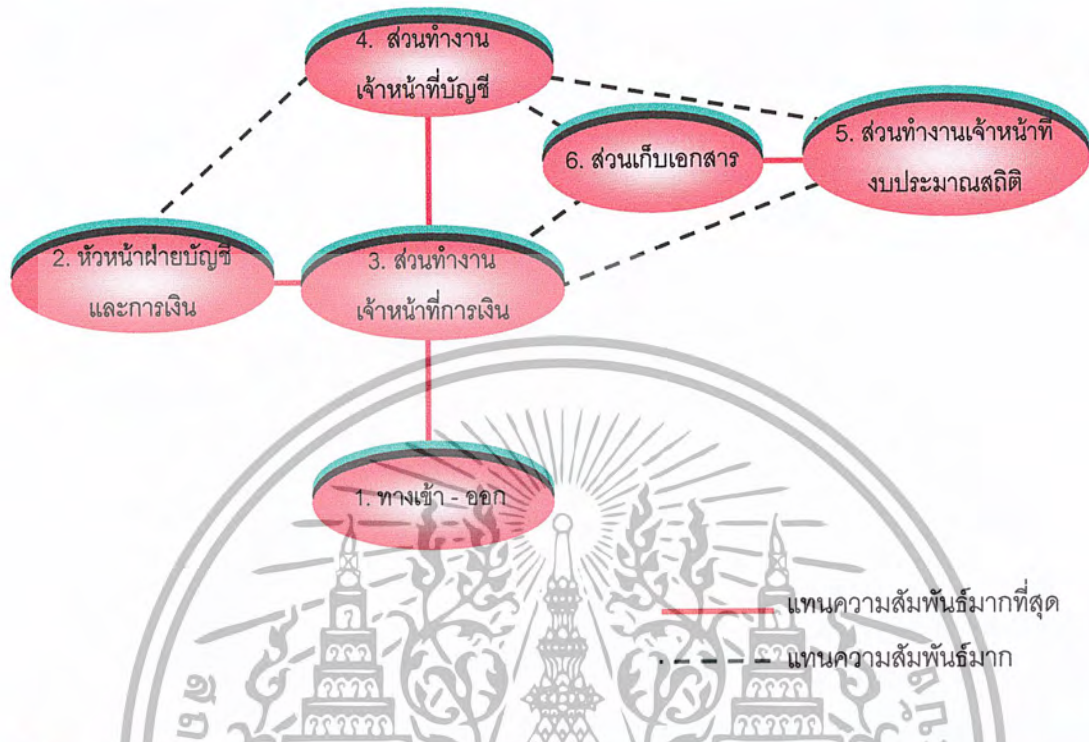 4. ส่วนทำงาน
เจ้าหน้าที่บัญชี
5. ส่วนทำงานเจ้าหน้าที่
งบประมาณสถิติ
6. ส่วนเก็บเอกสาร
2. หัวหน้าฝ่ายบัญชี
และการเงิน
3. ส่วนทำงาน
เจ้าหน้าที่การเงิน
1. ทางเข้า - ออก
แทนความสัมพันธ์มากที่สุด
แทนความสัมพันธ์มาก